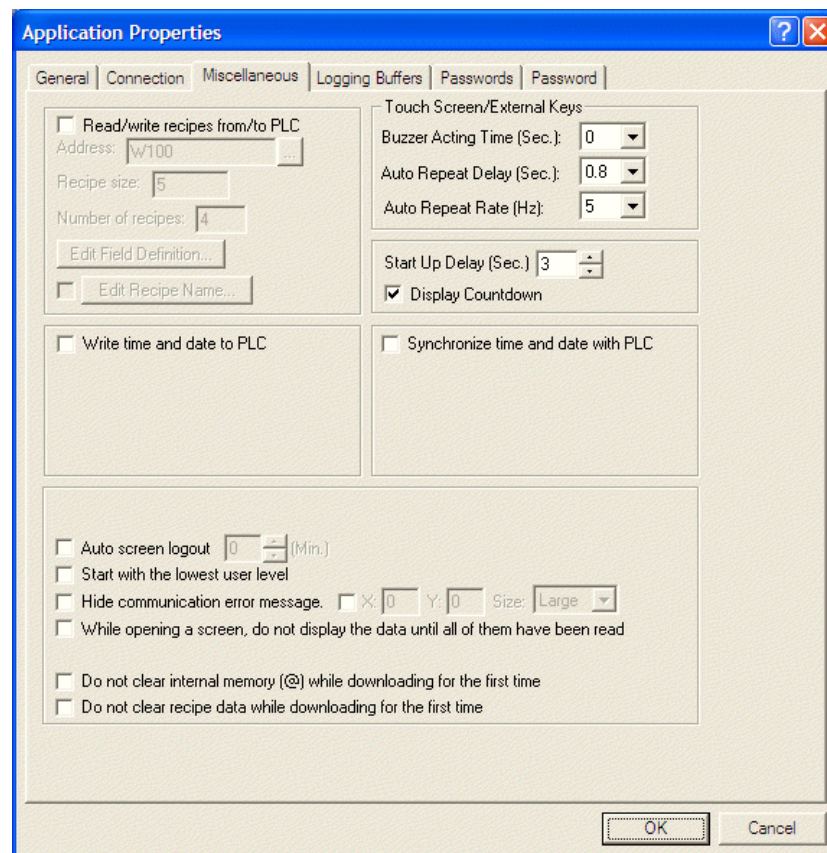 Application Properties
General Connection Miscellaneous Logging Buffers Passwords Password
Read/write recipes from/to PLC
Address: W100 ...
Recipe size: 5
Number of recipes: 4
Edit Field Definition...
Edit Recipe Name...
Touch Screen/External Keys
Buzzer Acting Time (Sec.): 0
Auto Repeat Delay (Sec.): 0.8
Auto Repeat Rate (Hz): 5
Start Up Delay (Sec.) 3
Display Countdown
Write time and date to PLC
Synchronize time and date with PLC
Auto screen logout 0 (Min.)
Start with the lowest user level
Hide communication error message. X: 0 Y: 0 Size: Large
While opening a screen, do not display the data until all of them have been read
Do not clear internal memory (@) while downloading for the first time
Do not clear recipe data while downloading for the first time
OK Cancel